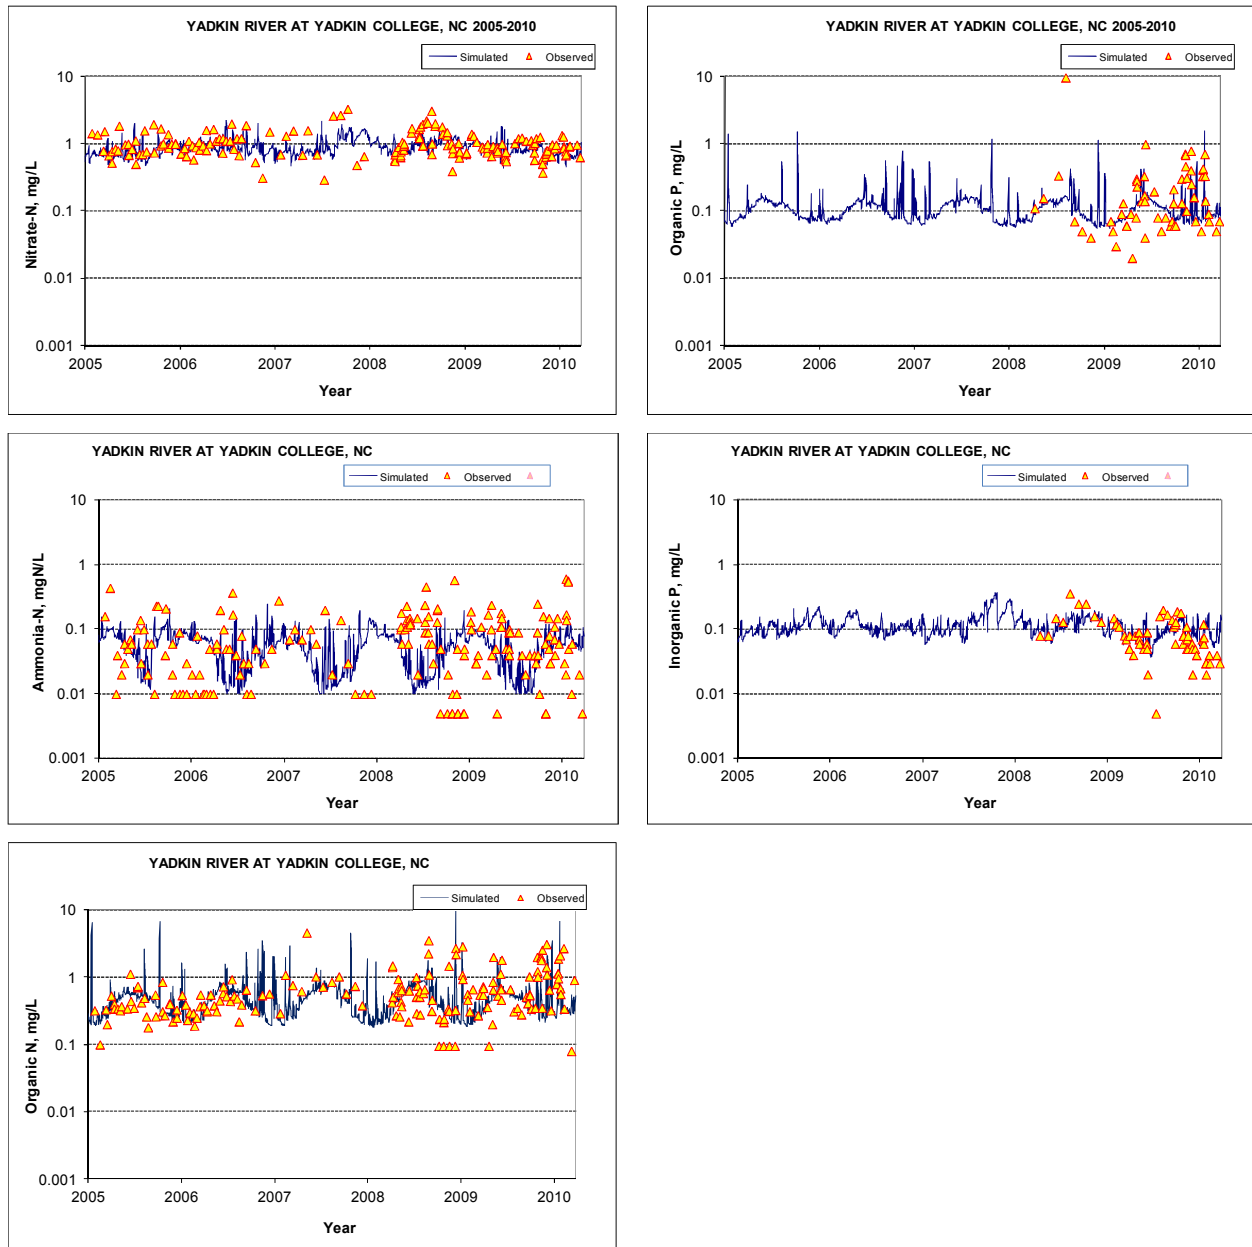 YADKIN RIVER AT YADKIN COLLEGE, NC 2005-2010
Simulated Observed
10
1
0.1
0.01
0.001
Nitrate-N, mg/L
2005 2006 2007 2008 2009 2010
Year
YADKIN RIVER AT YADKIN COLLEGE, NC 2005-2010
Simulated Observed
10
1
0.1
0.01
0.001
Organic P, mg/L
2005 2006 2007 2008 2009 2010
Year
YADKIN RIVER AT YADKIN COLLEGE, NC
Simulated Observed
10
1
0.1
0.01
0.001
Ammonia-N, mgN/L
2005 2006 2007 2008 2009 2010
Year
YADKIN RIVER AT YADKIN COLLEGE, NC
Simulated Observed
10
1
0.1
0.01
0.001
Inorganic P, mg/L
2005 2006 2007 2008 2009 2010
Year
YADKIN RIVER AT YADKIN COLLEGE, NC
Simulated Observed
10
1
0.1
0.01
0.001
Organic N, mg/L
2005 2006 2007 2008 2009 2010
Year